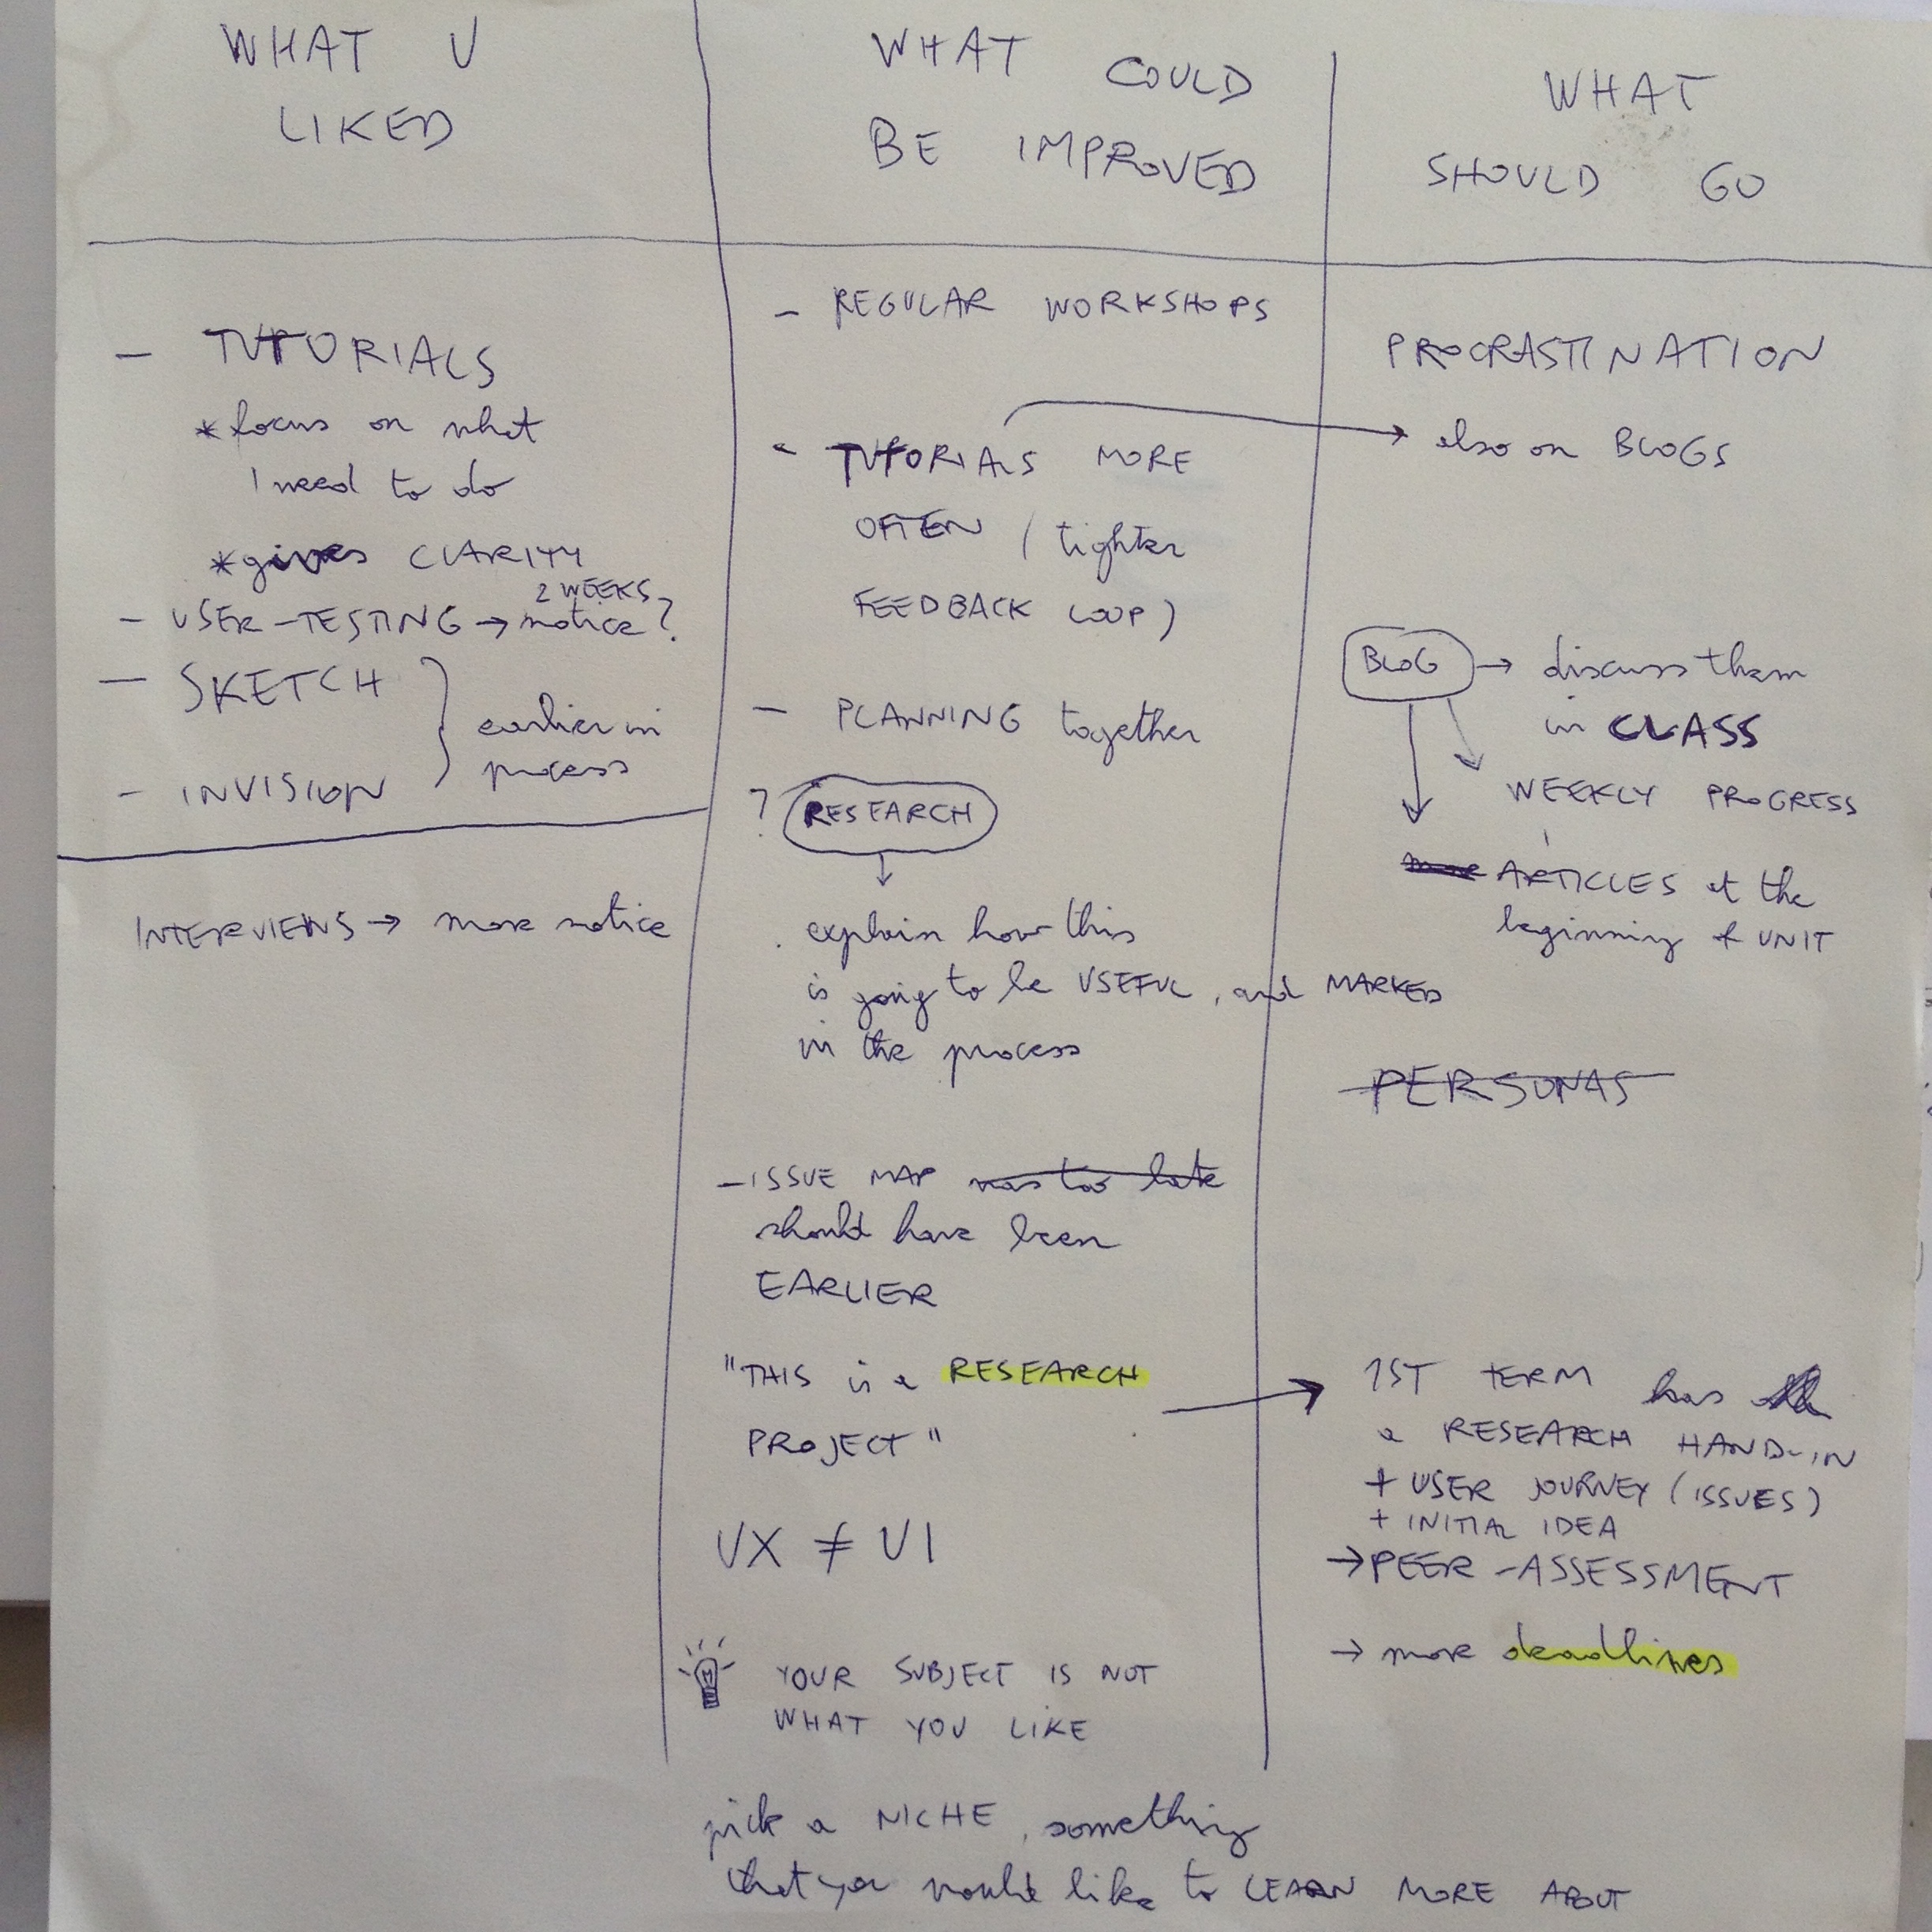 WHAT U
LIKED
– TUTORIALS
* focus on what
I need to do
* gives CLARITY
– USER-TESTING → 2 WEEKS notice?
– SKETCH
– INVISION
earlier in
process
INTERVIEWS → more notice
WHAT COULD
BE IMPROVED
– REGULAR WORKSHOPS
- TUTORIALS MORE
OFTEN (tighter
FEEDBACK LOOP)
– PLANNING together
? RESEARCH
↓
explain how this
is going to be USEFUL, and MARKED
in the process
– ISSUE MAP was too late
should have been
EARLIER
"THIS is a RESEARCH
PROJECT"
UX ≠ UI
YOUR SUBJECT IS NOT
WHAT YOU LIKE
pick a NICHE, something
that you would like to LEARN MORE ABOUT
WHAT
SHOULD GO
PROCRASTINATION
→ also on BLOGS
BLOG → discuss them
in CLASS
WEEKLY PROGRESS
ARTICLES at the
beginning of UNIT
PERSONAS
→ 1ST TERM has
a RESEARCH HAND-IN
+ USER JOURNEY (ISSUES)
+ INITIAL IDEA
→ PEER-ASSESSMENT
→ more deadlines